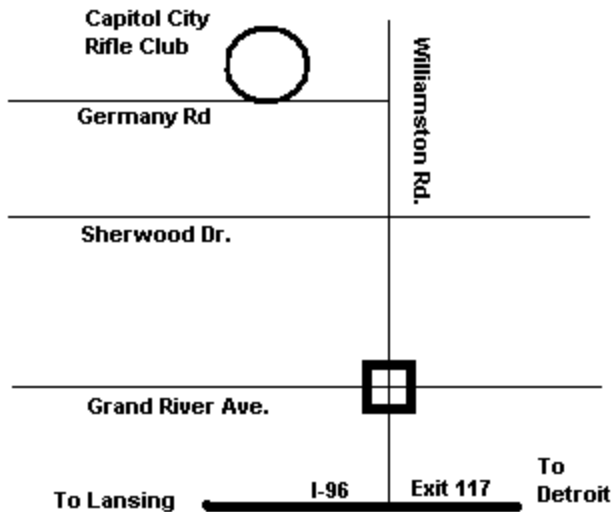 Capitol City
Rifle Club
Germany Rd
Williamston Rd.
Sherwood Dr.
Grand River Ave.
To Lansing
I-96
Exit 117
To
Detroit